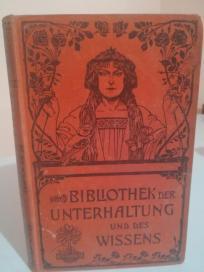 BIBLIOTHEK DER
UNTERHALTUNG
UND DES
WISSENS